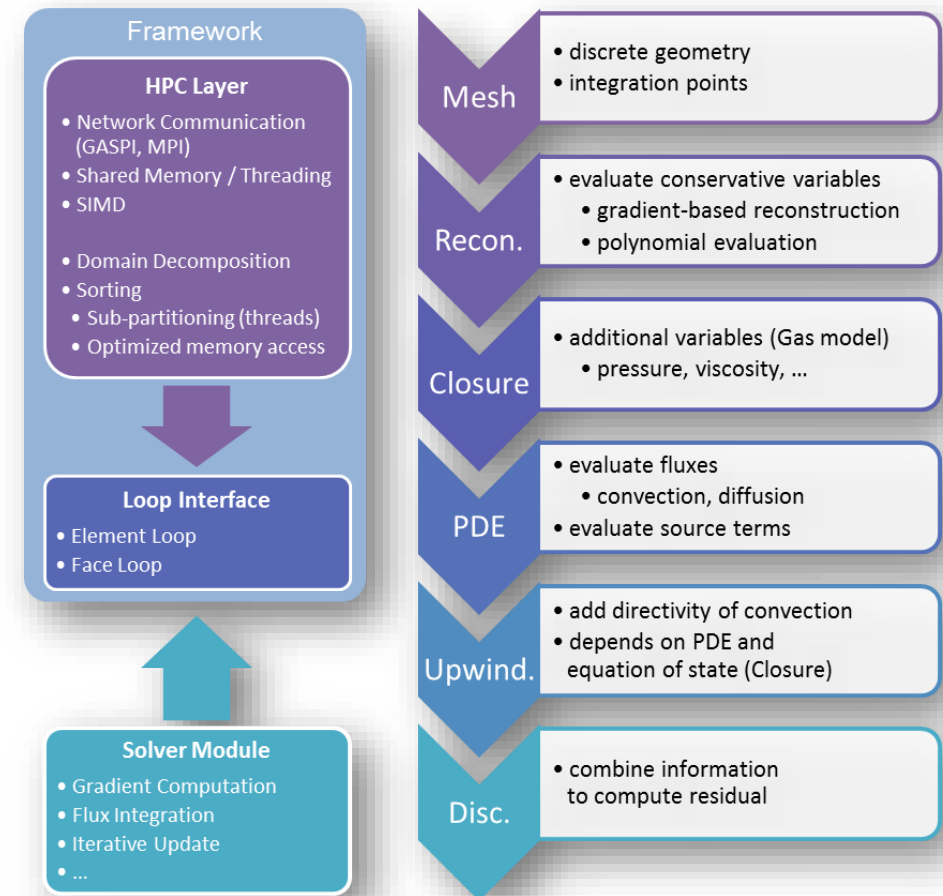 Framework
HPC Layer
• Network Communication
(GASPI, MPI)
• Shared Memory / Threading
• SIMD
• Domain Decomposition
• Sorting
• Sub-partitioning (threads)
• Optimized memory access
Loop Interface
• Element Loop
• Face Loop
Solver Module
• Gradient Computation
• Flux Integration
• Iterative Update
• ...
Mesh
• discrete geometry
• integration points
Recon.
• evaluate conservative variables
• gradient-based reconstruction
• polynomial evaluation
Closure
• additional variables (Gas model)
• pressure, viscosity, ...
PDE
• evaluate fluxes
• convection, diffusion
• evaluate source terms
Upwind.
• add directivity of convection
• depends on PDE and
equation of state (Closure)
Disc.
• combine information
to compute residual